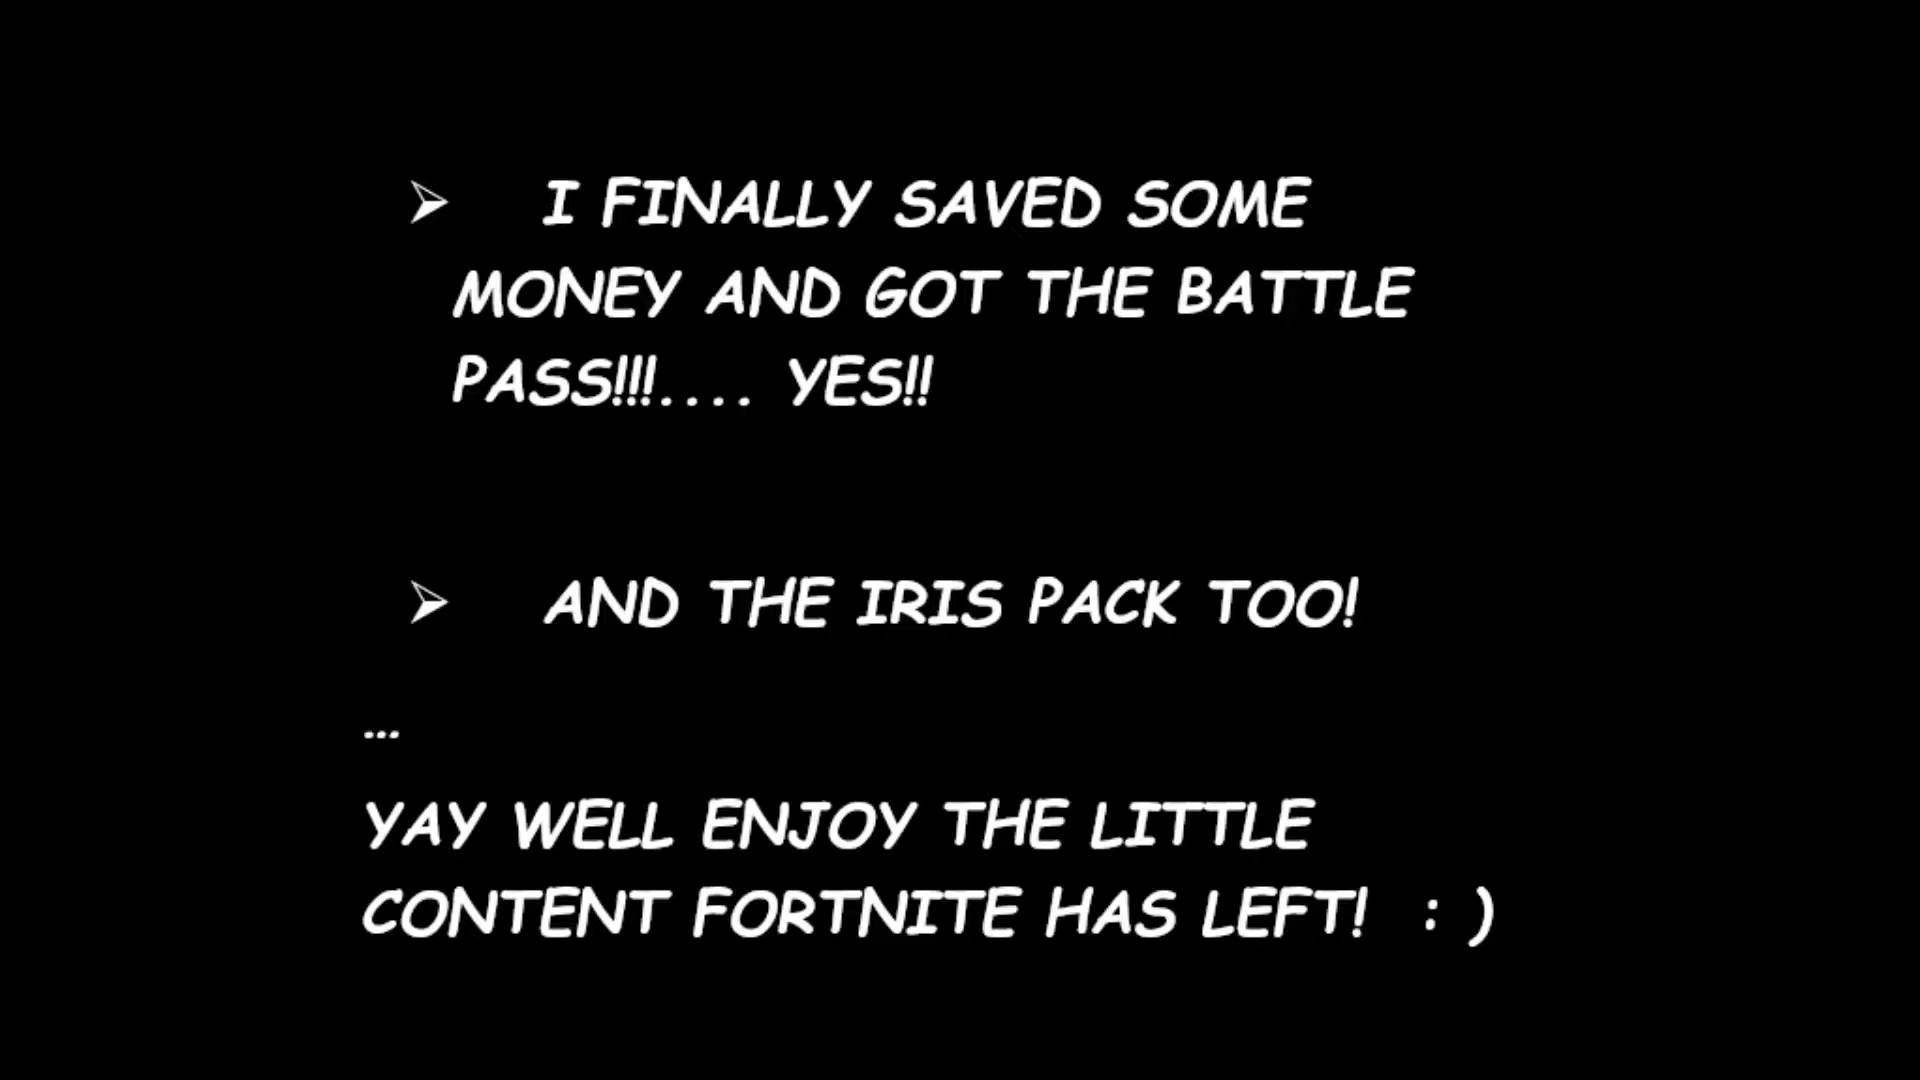 ➢ I FINALLY SAVED SOME
MONEY AND GOT THE BATTLE
PASS!!!.... YES!!
➢ AND THE IRIS PACK TOO!
...
YAY WELL ENJOY THE LITTLE
CONTENT FORTNITE HAS LEFT! : )